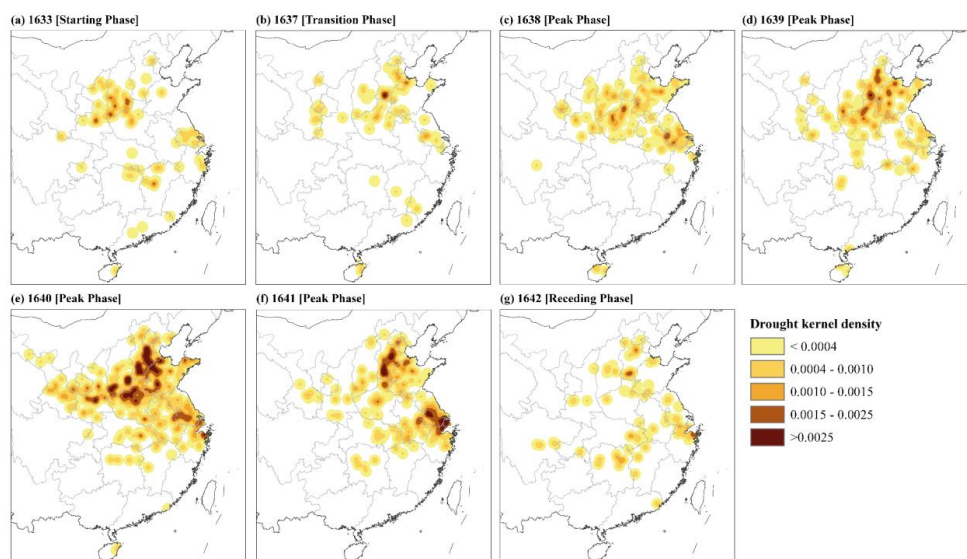 (a) 1633 [Starting Phase]
(b) 1637 [Transition Phase]
(c) 1638 [Peak Phase]
(d) 1639 [Peak Phase]
(e) 1640 [Peak Phase]
(f) 1641 [Peak Phase]
(g) 1642 [Receding Phase]
Drought kernel density
< 0.0004
0.0004 - 0.0010
0.0010 - 0.0015
0.0015 - 0.0025
>0.0025